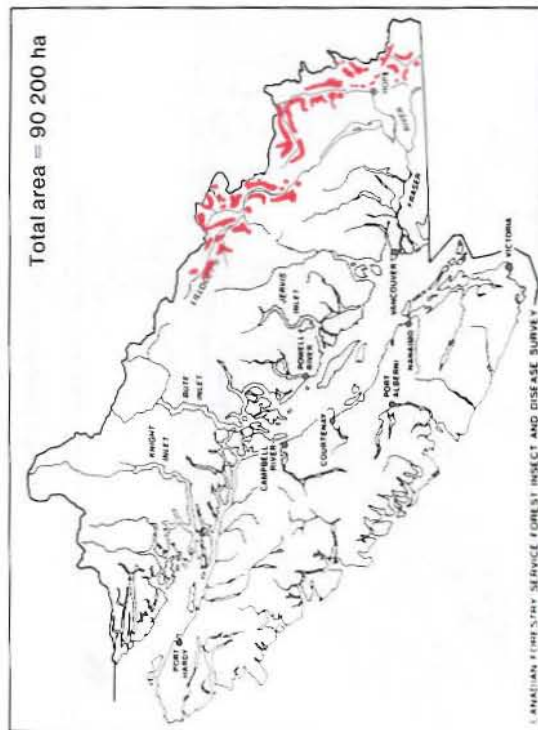 Total area = 90 200 ha
KNIGHT
INLET
BUTE
INLET
JERVIS
INLET
POWELL
RIVER
CAMPBELL
RIVER
COURTENAY
PORT
HARDY
PORT
ALBERNI
NANAIMO
VANCOUVER
VICTORIA
FRASER
RIVER
HOPE
CANADIAN FORESTRY SERVICE FOREST INSECT AND DISEASE SURVEY